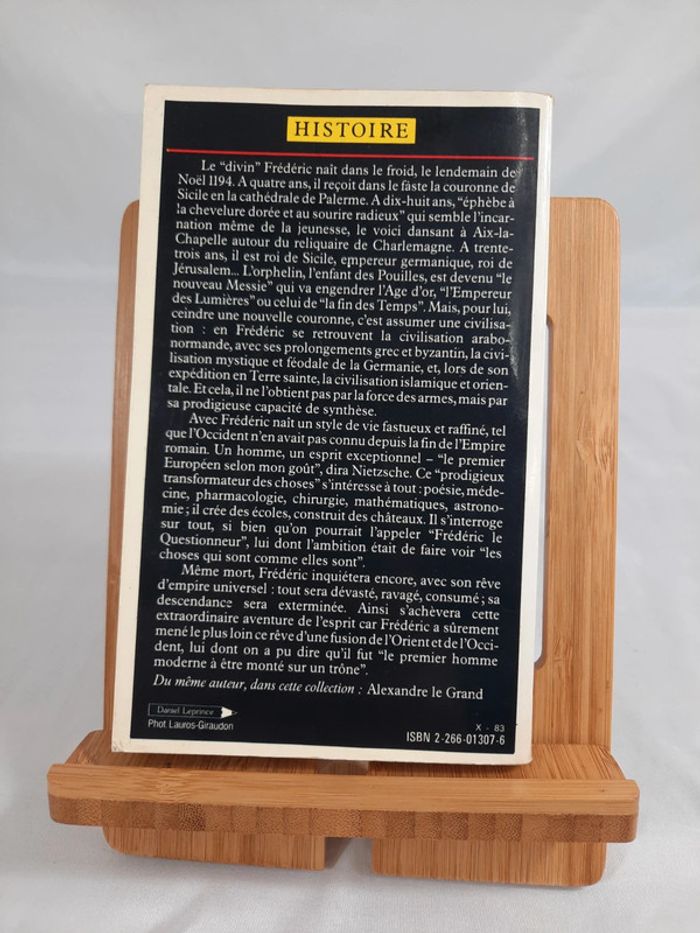 HISTOIRE
Le "divin" Frédéric naît dans le froid, le lendemain de
Noël 1194. A quatre ans, il reçoit dans le faste la couronne de
Sicile en la cathédrale de Palerme. A dix-huit ans, "éphèbe à
la chevelure dorée et au sourire radieux" qui semble l'incar-
nation même de la jeunesse, le voici dansant à Aix-la-
Chapelle autour du reliquaire de Charlemagne. A trente-
trois ans, il est roi de Sicile, empereur germanique, roi de
Jérusalem... L'orphelin, l'enfant des Pouilles, est devenu "le
nouveau Messie" qui va engendrer l'Age d'or, "l'Empereur
des Lumières" ou celui de "la fin des Temps". Mais, pour lui,
ceindre une nouvelle couronne, c'est assumer une civilisa-
tion : en Frédéric se retrouvent la civilisation arabo-
normande, avec ses prolongements grec et byzantin, la civi-
lisation mystique et féodale de la Germanie, et, lors de son
expédition en Terre sainte, la civilisation islamique et orien-
tale. Et cela, il ne l'obtient pas par la force des armes, mais par
sa prodigieuse capacité de synthèse.
Avec Frédéric naît un style de vie fastueux et raffiné, tel
que l'Occident n'en avait pas connu depuis la fin de l'Empire
romain. Un homme, un esprit exceptionnel – "le premier
Européen selon mon goût", dira Nietzsche. Ce "prodigieux
transformateur des choses" s'intéresse à tout : poésie, méde-
cine, pharmacologie, chirurgie, mathématiques, astrono-
mie ; il crée des écoles, construit des châteaux. Il s'interroge
sur tout, si bien qu'on pourrait l'appeler "Frédéric le
Questionneur", lui dont l'ambition était de faire voir "les
choses qui sont comme elles sont".
Même mort, Frédéric inquiétera encore, avec son rêve
d'empire universel : tout sera dévasté, ravagé, consumé ; sa
descendance sera exterminée. Ainsi s'achèvera cette
extraordinaire aventure de l'esprit car Frédéric a sûrement
mené le plus loin ce rêve d'une fusion de l'Orient et de l'Occi-
dent, lui dont on a pu dire qu'il fut "le premier homme
moderne à être monté sur un trône".
Du même auteur, dans cette collection : Alexandre le Grand
Daniel Leprince
Phot Lauros-Giraudon
X - 83
ISBN 2-266-01307-6